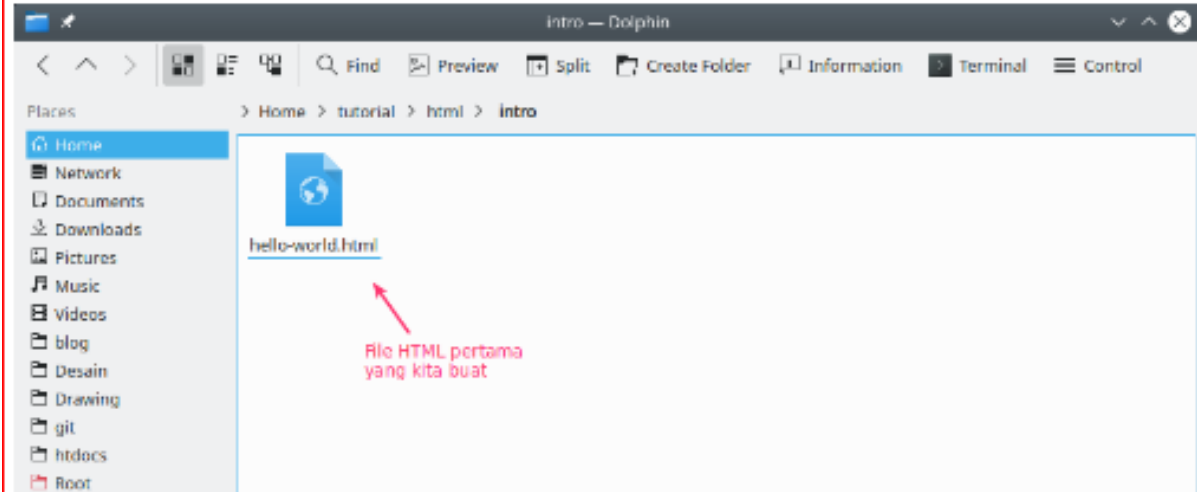 intro — Dolphin
Find Preview Split Create Folder Information Terminal Control
Places
> Home > tutorial > html > intro
Home
Network
Documents
Downloads
Pictures
Music
Videos
blog
Desain
Drawing
git
htdocs
Root
hello-world.html
File HTML pertama
yang kita buat